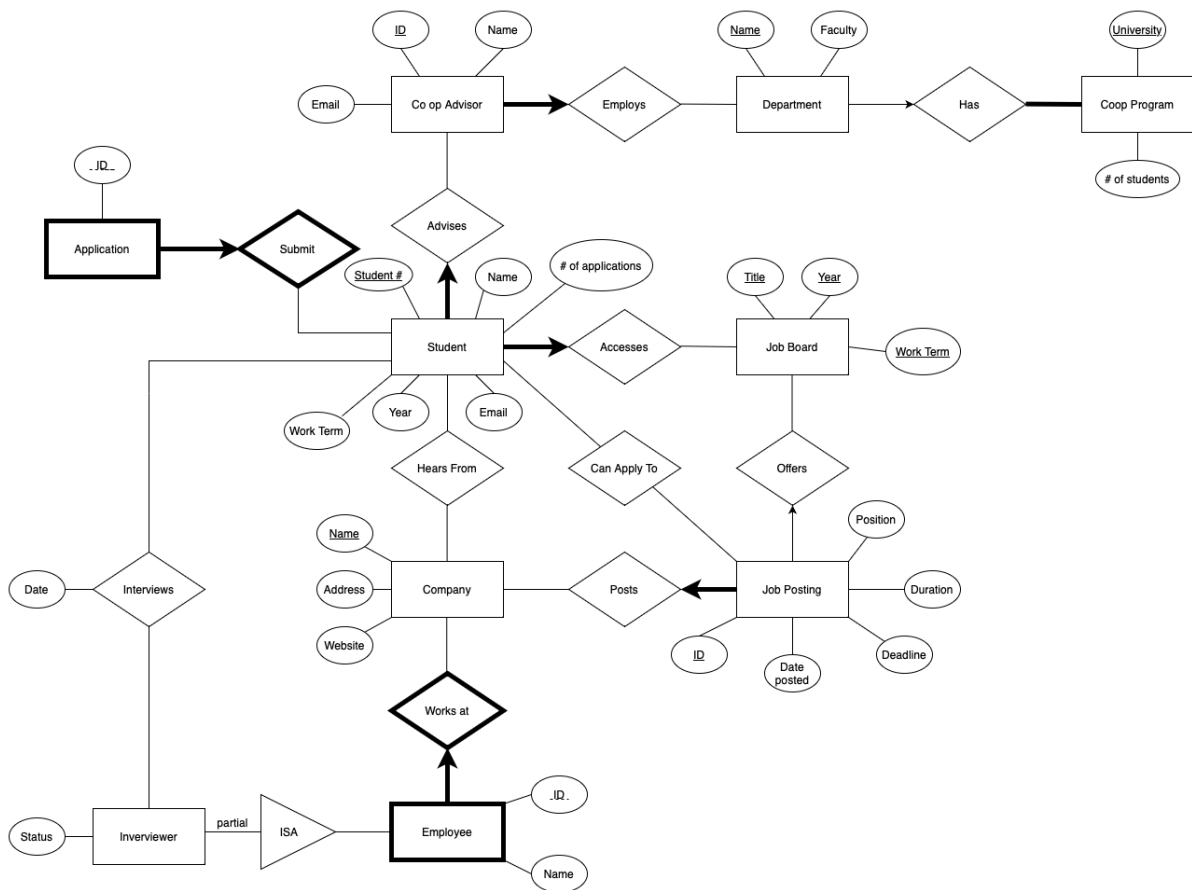 ID
Name
Name
Faculty
University
Email
Co op Advisor
Employs
Department
Has
Coop Program
ID
# of students
Advises
Application
Submit
Student #
Name
# of applications
Title
Year
Student
Accesses
Job Board
Work Term
Work Term
Year
Email
Hears From
Can Apply To
Offers
Position
Name
Date
Interviews
Address
Company
Posts
Job Posting
Duration
Website
ID
Date
posted
Deadline
Works at
ID
Status
Inverviewer
partial
ISA
Employee
Name